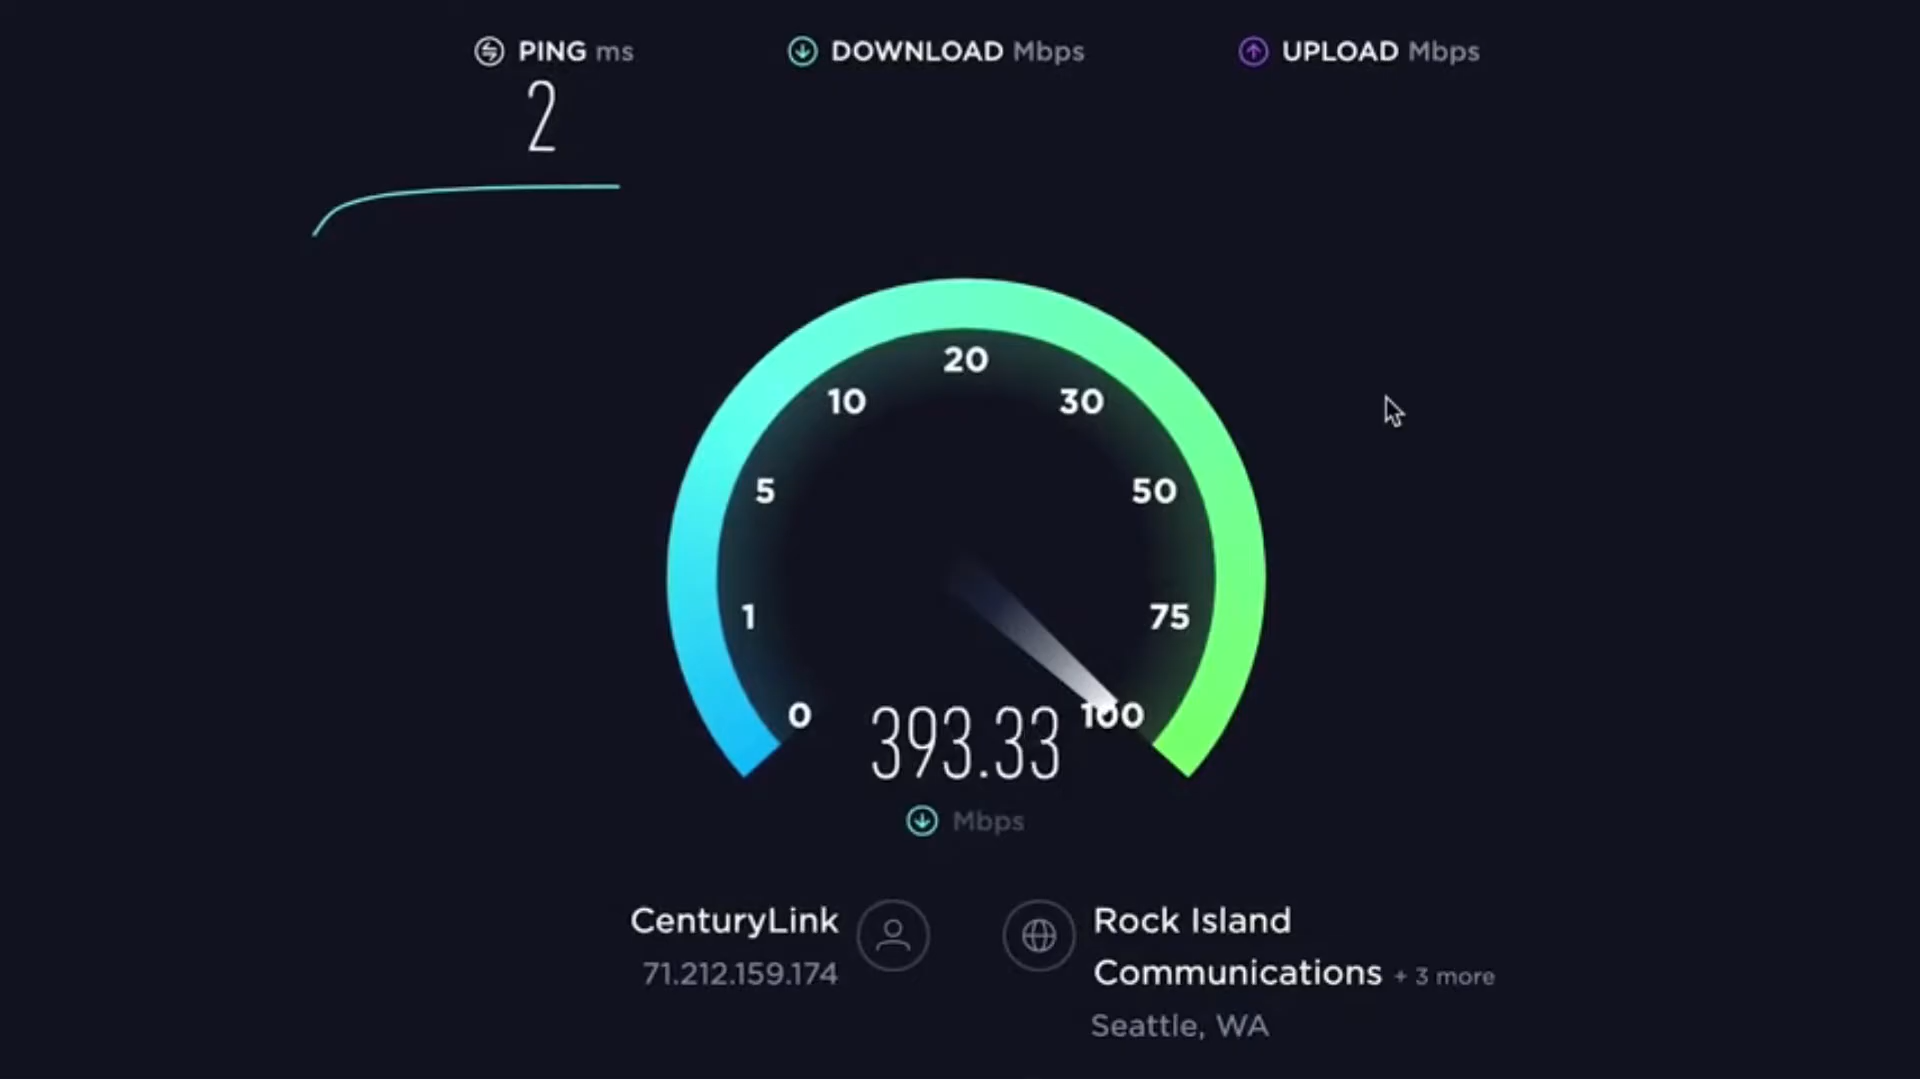 PING ms
DOWNLOAD Mbps
UPLOAD Mbps
2
20
10
30
5
50
1
75
0
100
393.33
Mbps
CenturyLink
71.212.159.174
Rock Island
Communications + 3 more
Seattle, WA